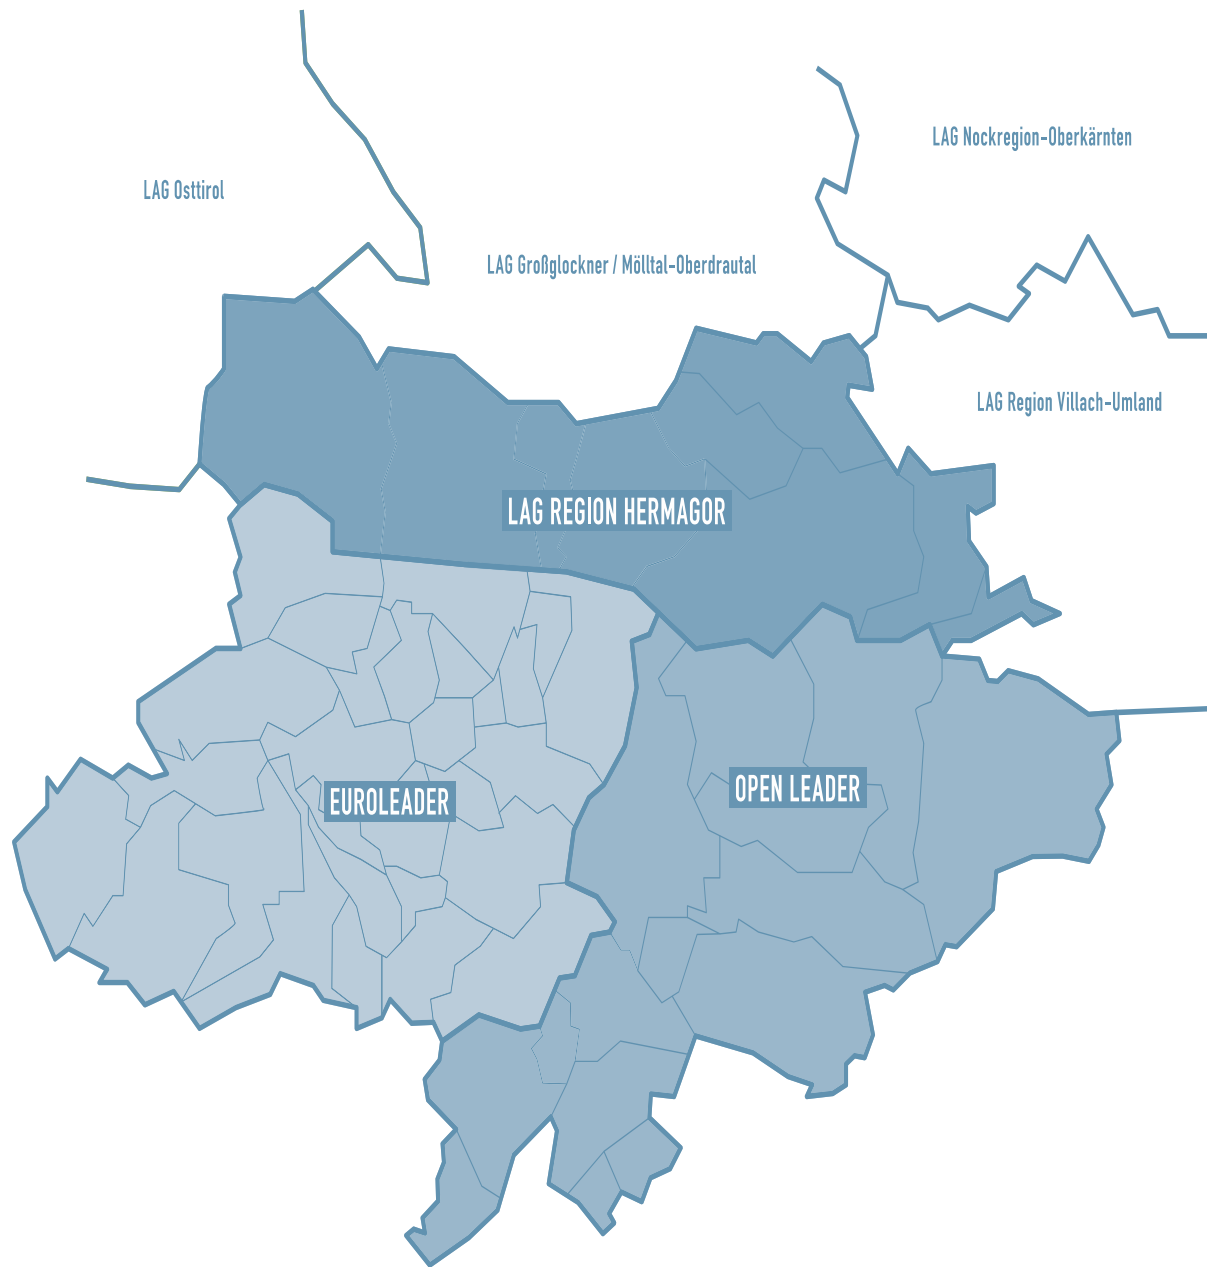 LAG Nockregion-Oberkärnten
LAG Osttirol
LAG Großglockner / Mölltal-Oberdrautal
LAG Region Villach-Umland
LAG REGION HERMAGOR
OPEN LEADER
EUROLEADER